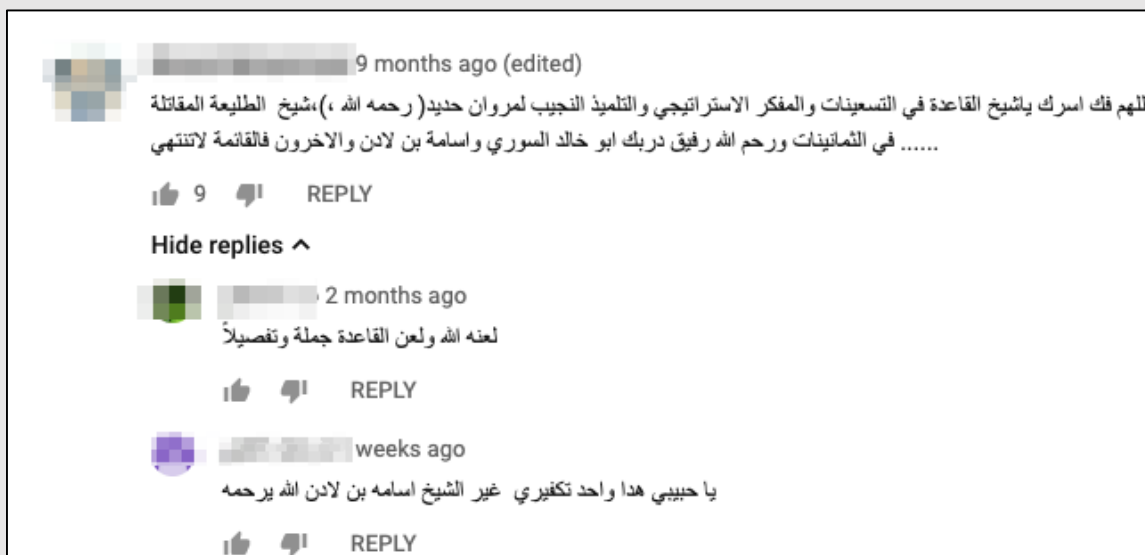 9 months ago (edited)
للهم فك اسرك ياشيخ القاعدة في التسعينات والمفكر الاستراتيجي والتلميذ النجيب لمروان حديد( رحمه الله ،)،شيخ الطليعة المقاتلة
في الثمانينات ورحم الله رفيق دربك ابو خالد السوري واسامة بن لادن والاخرون فالقائمة لاتنتهي ......
9 REPLY
Hide replies
2 months ago
لعنه الله ولعن القاعدة جملة وتفصيلاً
REPLY
weeks ago
يا حبيبي هدا واحد تكفيري غير الشيخ اسامه بن لادن الله يرحمه
REPLY